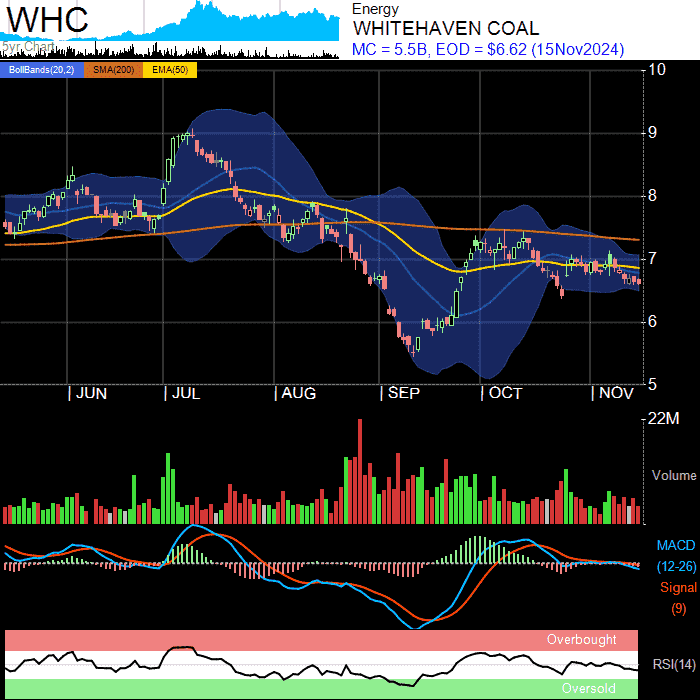 WHC
5yr Chart
Energy
WHITEHAVEN COAL
MC = 5.5B, EOD = $6.62 (15Nov2024)
BollBands(20,2) SMA(200) EMA(50)
10
9
8
7
6
5
JUN JUL AUG SEP OCT NOV
22M
Volume
MACD
(12-26)
Signal
(9)
Overbought
RSI(14)
Oversold